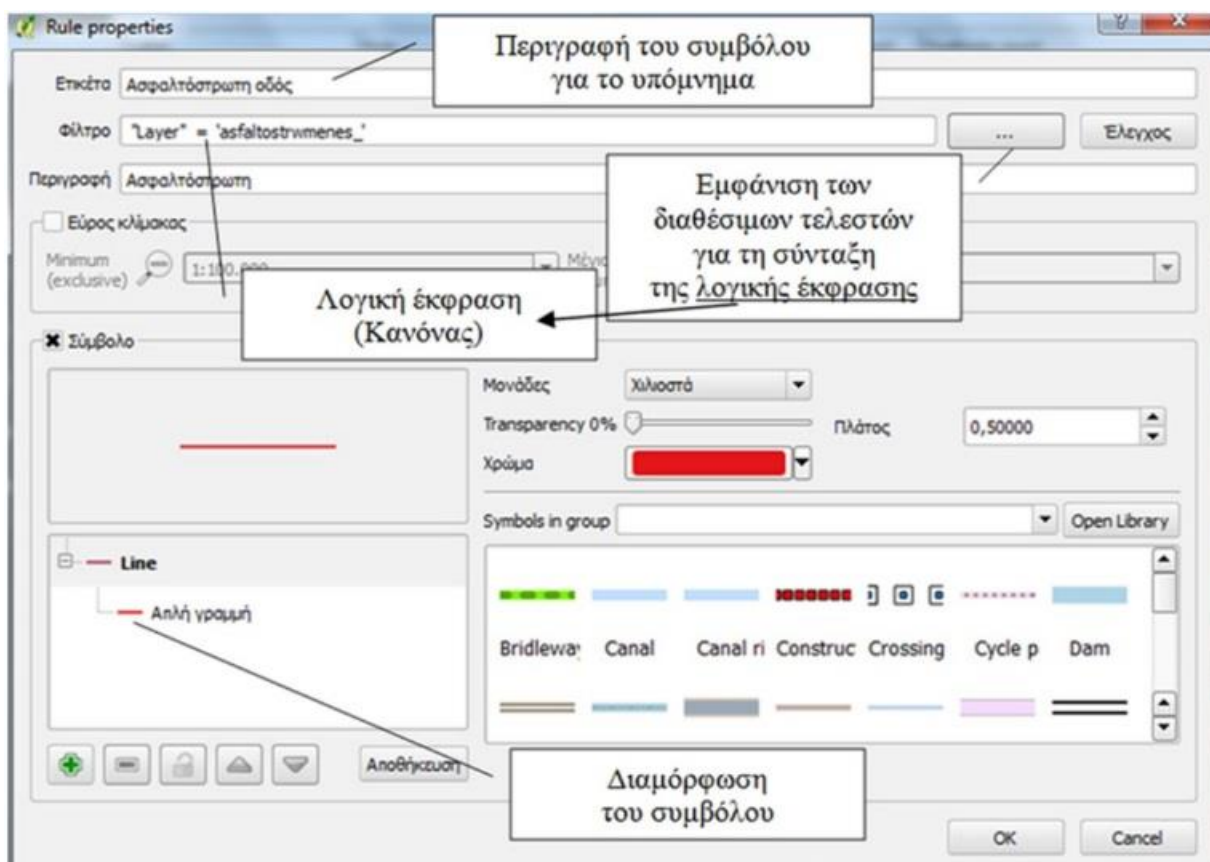 Rule properties
Περιγραφή του συμβόλου
για το υπόμνημα
Ετικέτα Ασφαλτόστρωτη οδός
Φίλτρο "Layer" = 'asfaltostrwmenes_' ... Έλεγχος
Περιγραφή Ασφαλτόστρωτη
Εμφάνιση των
διαθέσιμων τελεστών
για τη σύνταξη
της λογικής έκφρασης
Εύρος κλίμακας
Minimum
(exclusive) 1:100.000
Λογική έκφραση
(Κανόνας)
Σύμβολο
Μονάδες Χιλιοστά
Transparency 0% Πλάτος 0,50000
Χρώμα
Symbols in group Open Library
Line
Απλή γραμμή
Bridleway Canal Canal ri Construc Crossing Cycle p Dam
Αποθήκευση
Διαμόρφωση
του συμβόλου
OK Cancel